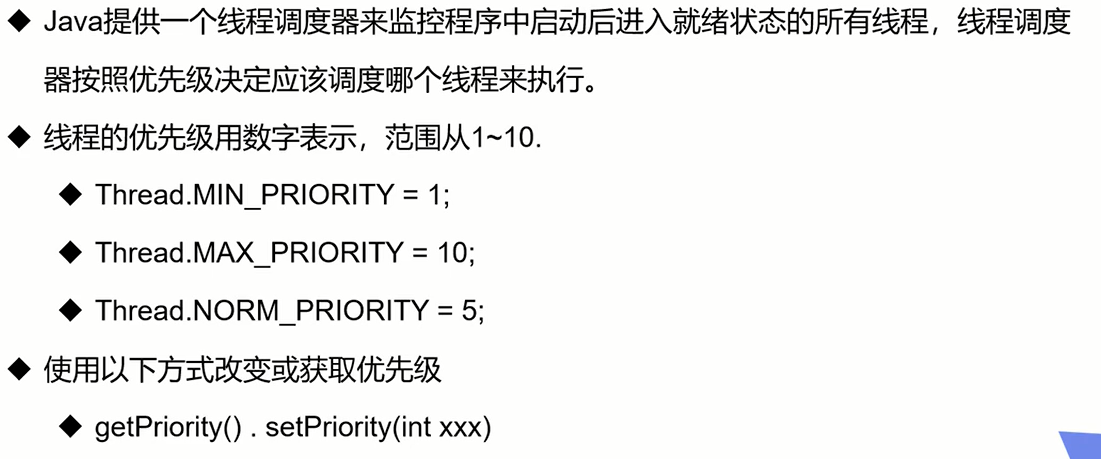 ◆ Java提供一个线程调度器来监控程序中启动后进入就绪状态的所有线程，线程调度
器按照优先级决定应该调度哪个线程来执行。
◆ 线程的优先级用数字表示，范围从1~10.
◆ Thread.MIN_PRIORITY = 1;
◆ Thread.MAX_PRIORITY = 10;
◆ Thread.NORM_PRIORITY = 5;
◆ 使用以下方式改变或获取优先级
◆ getPriority() . setPriority(int xxx)